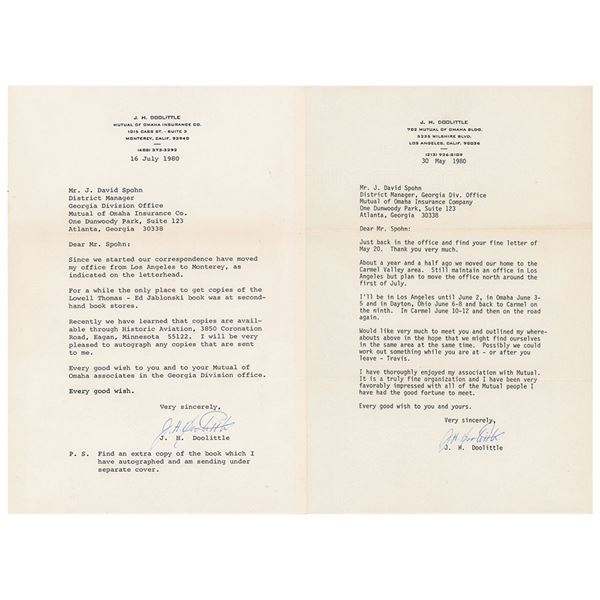 J. H. DOOLITTLE
MUTUAL OF OMAHA INSURANCE CO.
1015 CASS ST. - SUITE 3
MONTEREY, CALIF. 93940
(408) 373-3292
16 July 1980
Mr. J. David Spohn
District Manager
Georgia Division Office
Mutual of Omaha Insurance Co.
One Dunwoody Park, Suite 123
Atlanta, Georgia 30338
Dear Mr. Spohn:
Since we started our correspondence have moved
my office from Los Angeles to Monterey, as
indicated on the letterhead.
For a while the only place to get copies of the
Lowell Thomas - Ed Jablonski book was at second-
hand book stores.
Recently we have learned that copies are avail-
able through Historic Aviation, 3850 Coronation
Road, Eagan, Minnesota 55122. I will be very
pleased to autograph any copies that are sent
to me.
Every good wish to you and to your Mutual of
Omaha associates in the Georgia Division office.
Every good wish.
Very sincerely,
J. H. Doolittle
J. H. Doolittle
P. S. Find an extra copy of the book which I
have autographed and am sending under
separate cover.
J. H. DOOLITTLE
702 MUTUAL OF OMAHA BLDG.
5225 WILSHIRE BLVD.
LOS ANGELES, CALIF. 90036
30 May 1980
Mr. J. David Spohn
District Manager, Georgia Div. Office
Mutual of Omaha Insurance Company
One Dunwoody Park, Suite 123
Atlanta, Georgia 30338
Dear Mr. Spohn:
Just back in the office and find your fine letter of
May 20. Thank you very much.
About a year and a half ago we moved our home to the
Carmel Valley area. Still maintain an office in Los
Angeles but plan to move the office north around the
first of July.
I'll be in Los Angeles until June 2, in Omaha June 3-
5 and in Dayton, Ohio June 6-8 and back to Carmel on
the ninth. In Carmel June 10-12 and then on the road
again.
Would like very much to meet you and outlined my where-
abouts above in the hope that we might find ourselves
in the same area at the same time. Possibly we could
work out something while you are at - or after you
leave - Travis.
I have thoroughly enjoyed my association with Mutual.
It is a truly fine organization and I have been very
favorably impressed with all of the Mutual people I
have had the good fortune to meet.
Every good wish to you and yours.
Very sincerely,
J. H. Doolittle
J. H. Doolittle